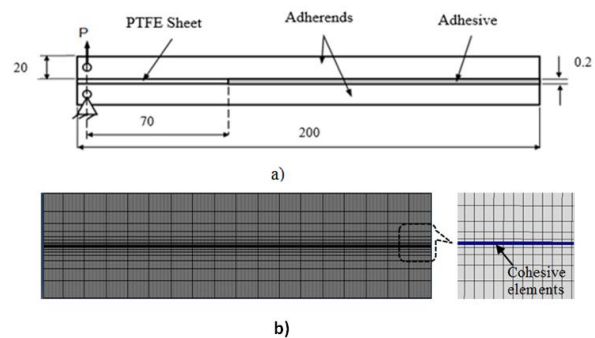 PTFE Sheet
Adherends
Adhesive
P
20
0.2
70
200
a)
Cohesive
elements
b)